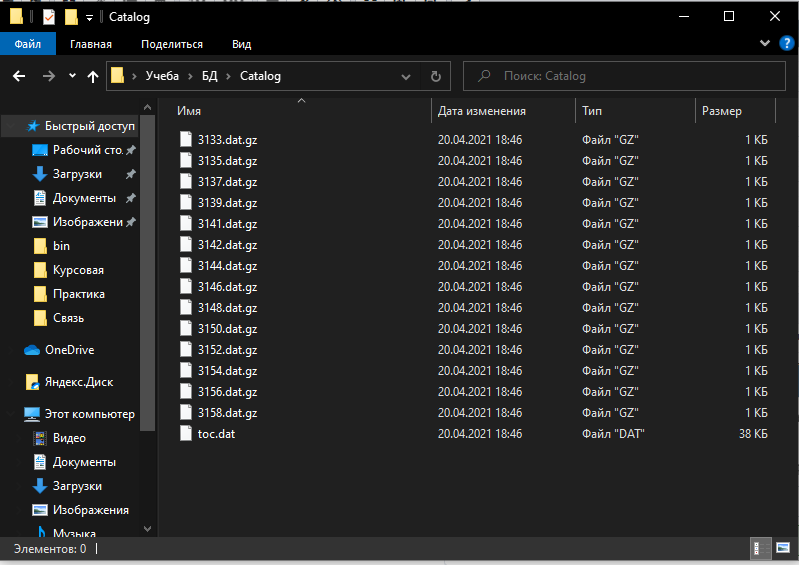 Catalog
Файл Главная Поделиться Вид
Учеба БД Catalog Поиск: Catalog
Имя Дата изменения Тип Размер
Быстрый доступ
Рабочий сто.
Загрузки
Документы
Изображени
bin
Курсовая
Практика
Связь
OneDrive
Яндекс.Диск
Этот компьютер
Видео
Документы
Загрузки
Изображения
Музыка
3133.dat.gz 20.04.2021 18:46 Файл "GZ" 1 КБ
3135.dat.gz 20.04.2021 18:46 Файл "GZ" 1 КБ
3137.dat.gz 20.04.2021 18:46 Файл "GZ" 1 КБ
3139.dat.gz 20.04.2021 18:46 Файл "GZ" 1 КБ
3141.dat.gz 20.04.2021 18:46 Файл "GZ" 1 КБ
3142.dat.gz 20.04.2021 18:46 Файл "GZ" 1 КБ
3144.dat.gz 20.04.2021 18:46 Файл "GZ" 1 КБ
3146.dat.gz 20.04.2021 18:46 Файл "GZ" 1 КБ
3148.dat.gz 20.04.2021 18:46 Файл "GZ" 1 КБ
3150.dat.gz 20.04.2021 18:46 Файл "GZ" 1 КБ
3152.dat.gz 20.04.2021 18:46 Файл "GZ" 1 КБ
3154.dat.gz 20.04.2021 18:46 Файл "GZ" 1 КБ
3156.dat.gz 20.04.2021 18:46 Файл "GZ" 1 КБ
3158.dat.gz 20.04.2021 18:46 Файл "GZ" 1 КБ
toc.dat 20.04.2021 18:46 Файл "DAT" 38 КБ
Элементов: 0